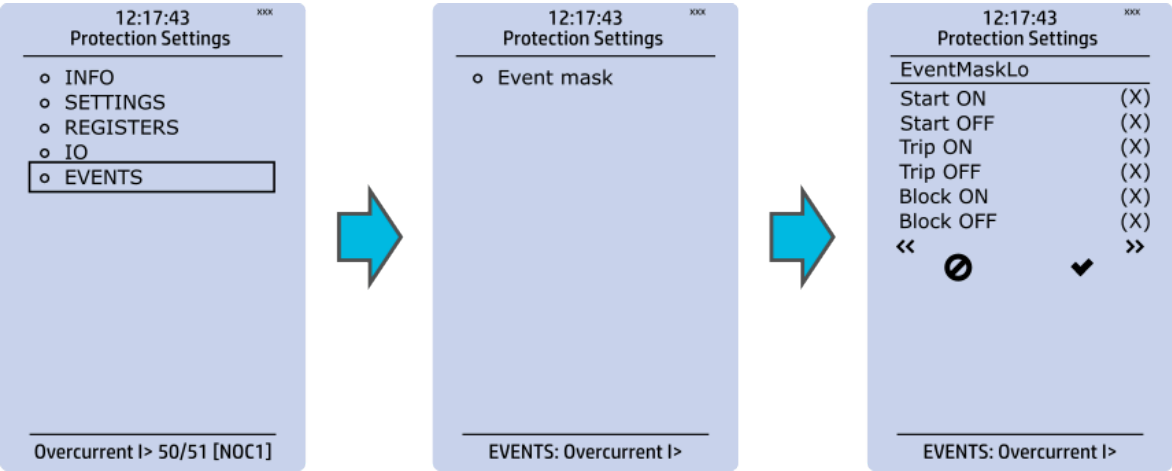 12:17:43 xxx
Protection Settings
INFO
SETTINGS
REGISTERS
IO
EVENTS
Overcurrent I> 50/51 [NOC1]
12:17:43 xxx
Protection Settings
Event mask
EVENTS: Overcurrent I>
12:17:43 xxx
Protection Settings
EventMaskLo
Start ON (X)
Start OFF (X)
Trip ON (X)
Trip OFF (X)
Block ON (X)
Block OFF (X)
<< >>
EVENTS: Overcurrent I>